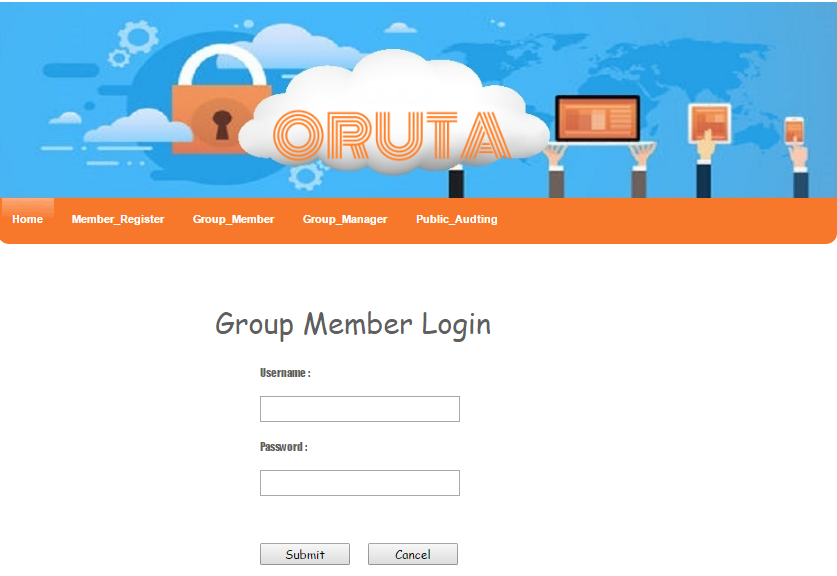 ORUTA
Home Member_Register Group_Member Group_Manager Public_Audting
Group Member Login
Username :
Password :
Submit Cancel